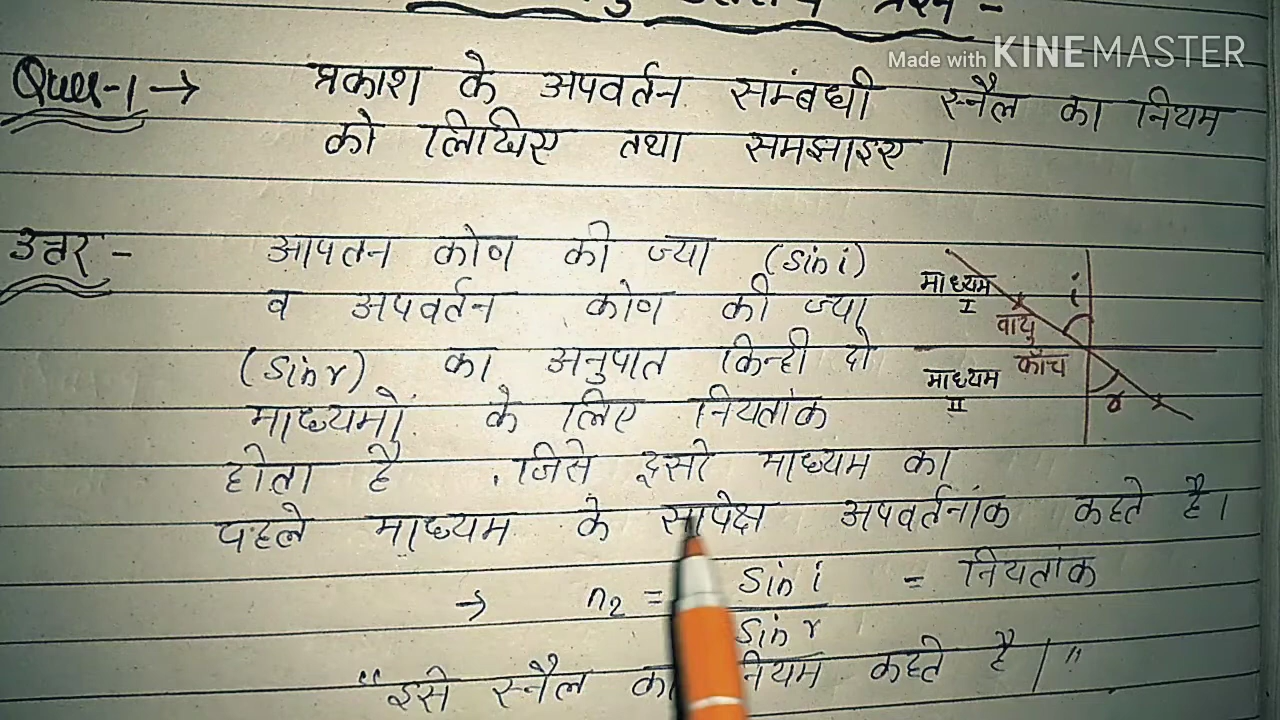 प्रश्न -
Made with KINEMASTER
Ques-1 → प्रकाश के अपवर्तन सम्बंधी स्नैल का नियम
को लिखिए तथा समझाइए ।
उत्तर - आपतन कोण की ज्या (sin i)
व अपवर्तन कोण की ज्या
(sin r) का अनुपात किन्ही दो
माध्यमों के लिए नियतांक
होता है . जिसे दूसरे माध्यम का
पहले माध्यम के सापेक्ष अपवर्तनांक कहते है।
→ n2 = sin i = नियतांक
sin r
"इसे स्नैल का नियम कहते है।"
माध्यम
I
i
वायु
काँच
माध्यम
II
r